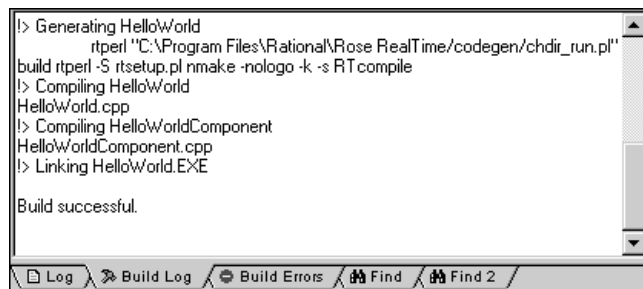 !> Generating HelloWorld
rtperl "C:\Program Files\Rational\Rose RealTime/codegen/chdir_run.pl"
build rtperl -S rtsetup.pl nmake -nologo -k -s RTcompile
!> Compiling HelloWorld
HelloWorld.cpp
!> Compiling HelloWorldComponent
HelloWorldComponent.cpp
!> Linking HelloWorld.EXE
Build successful.
Log Build Log Build Errors Find Find 2